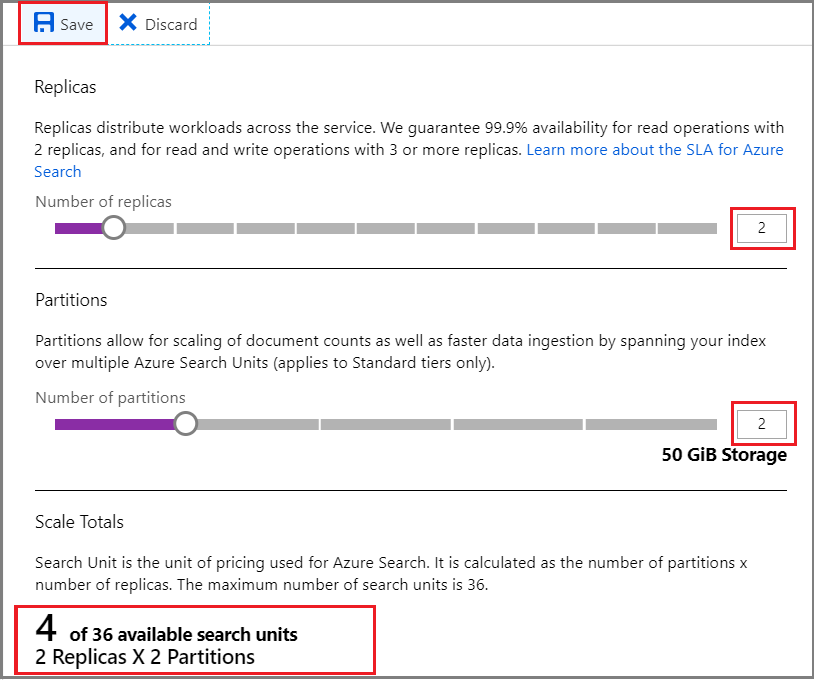 Save Discard
Replicas
Replicas distribute workloads across the service. We guarantee 99.9% availability for read operations with
2 replicas, and for read and write operations with 3 or more replicas. Learn more about the SLA for Azure
Search
Number of replicas
2
Partitions
Partitions allow for scaling of document counts as well as faster data ingestion by spanning your index
over multiple Azure Search Units (applies to Standard tiers only).
Number of partitions
2
50 GiB Storage
Scale Totals
Search Unit is the unit of pricing used for Azure Search. It is calculated as the number of partitions x
number of replicas. The maximum number of search units is 36.
4 of 36 available search units
2 Replicas X 2 Partitions